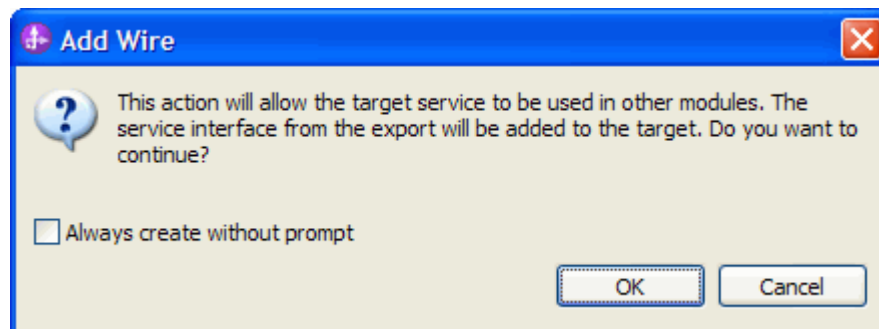 Add Wire
This action will allow the target service to be used in other modules. The
service interface from the export will be added to the target. Do you want to
continue?
Always create without prompt
OK
Cancel